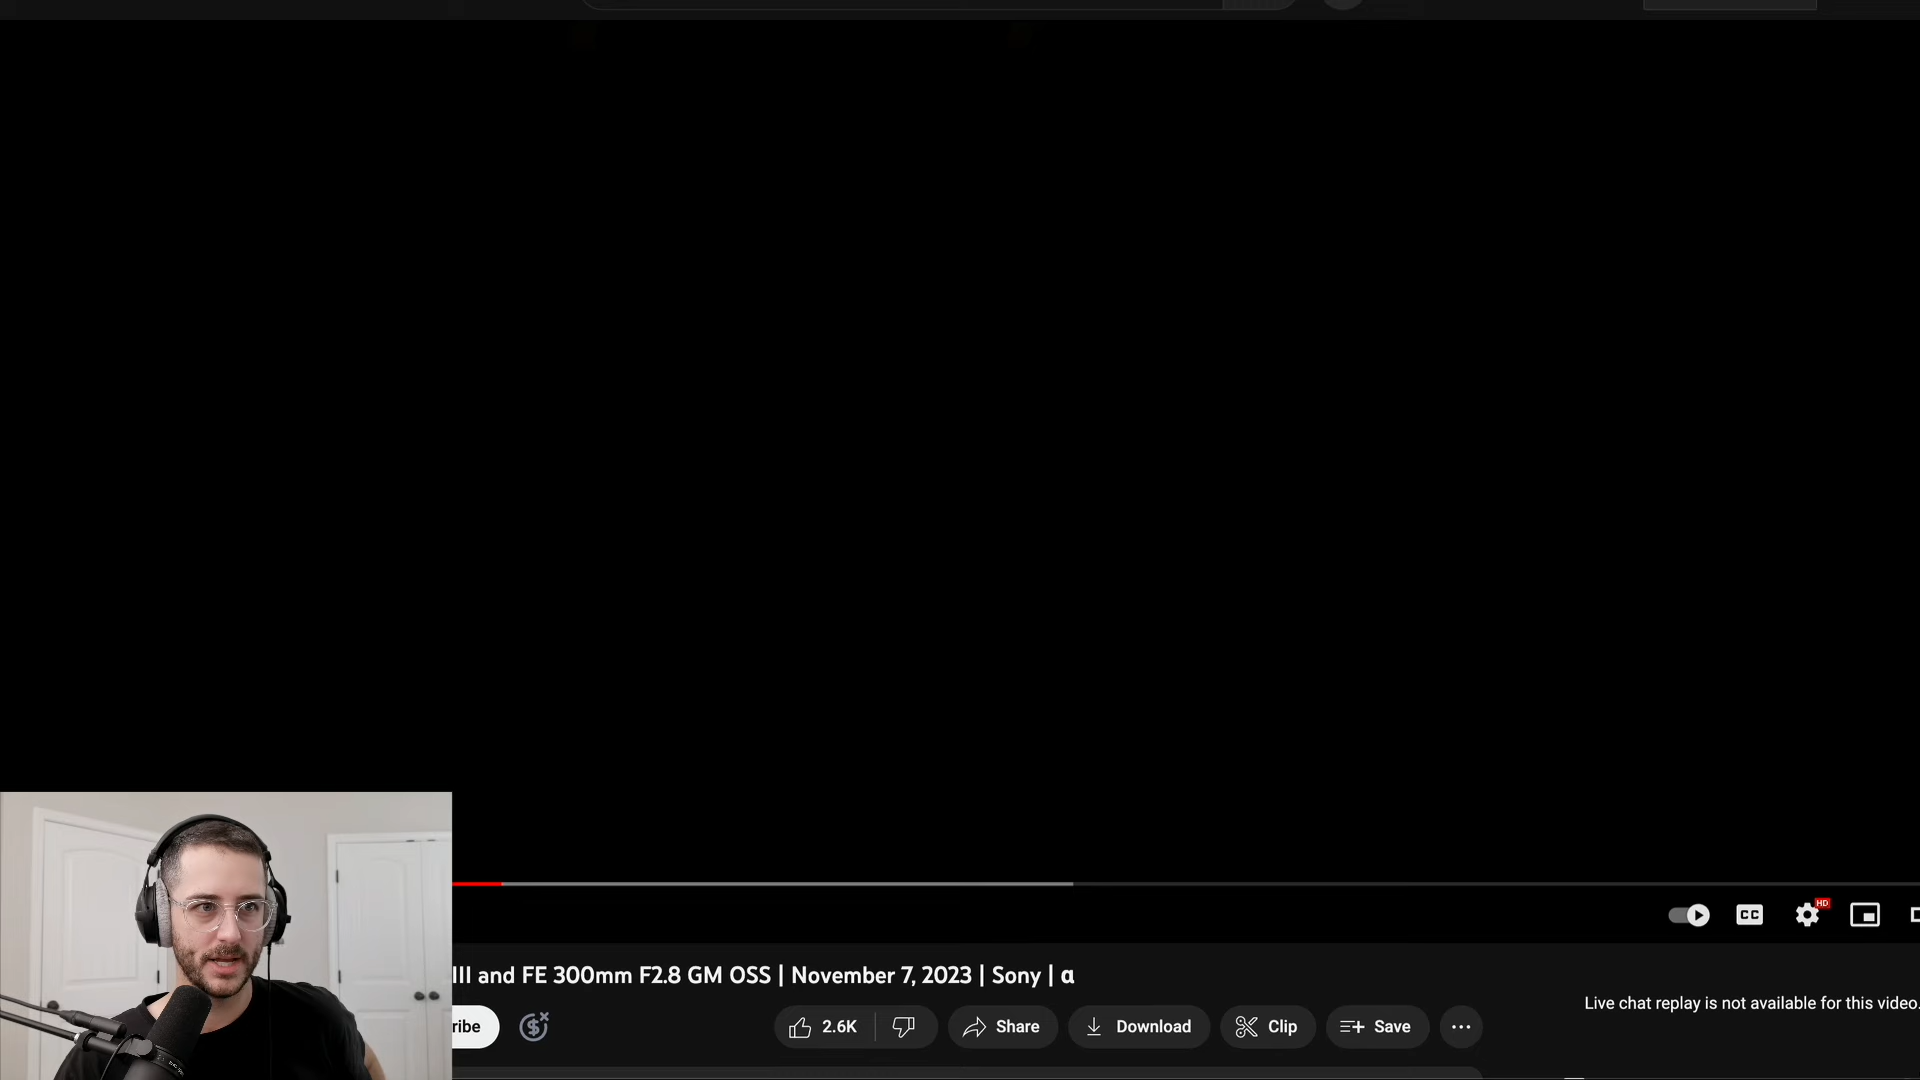 CC
HD
III and FE 300mm F2.8 GM OSS | November 7, 2023 | Sony | α
ribe
2.6K
Share
Download
Clip
Save
Live chat replay is not available for this video.